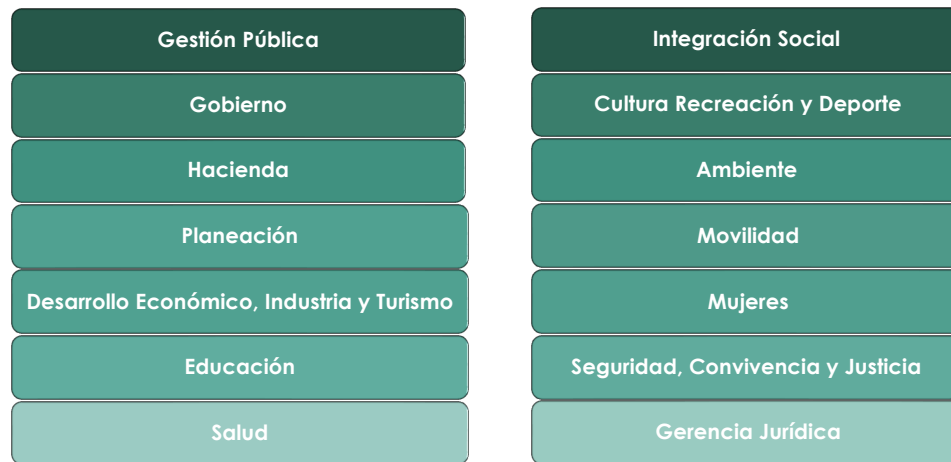 Gestión Pública
Gobierno
Hacienda
Planeación
Desarrollo Económico, Industria y Turismo
Educación
Salud
Integración Social
Cultura Recreación y Deporte
Ambiente
Movilidad
Mujeres
Seguridad, Convivencia y Justicia
Gerencia Jurídica